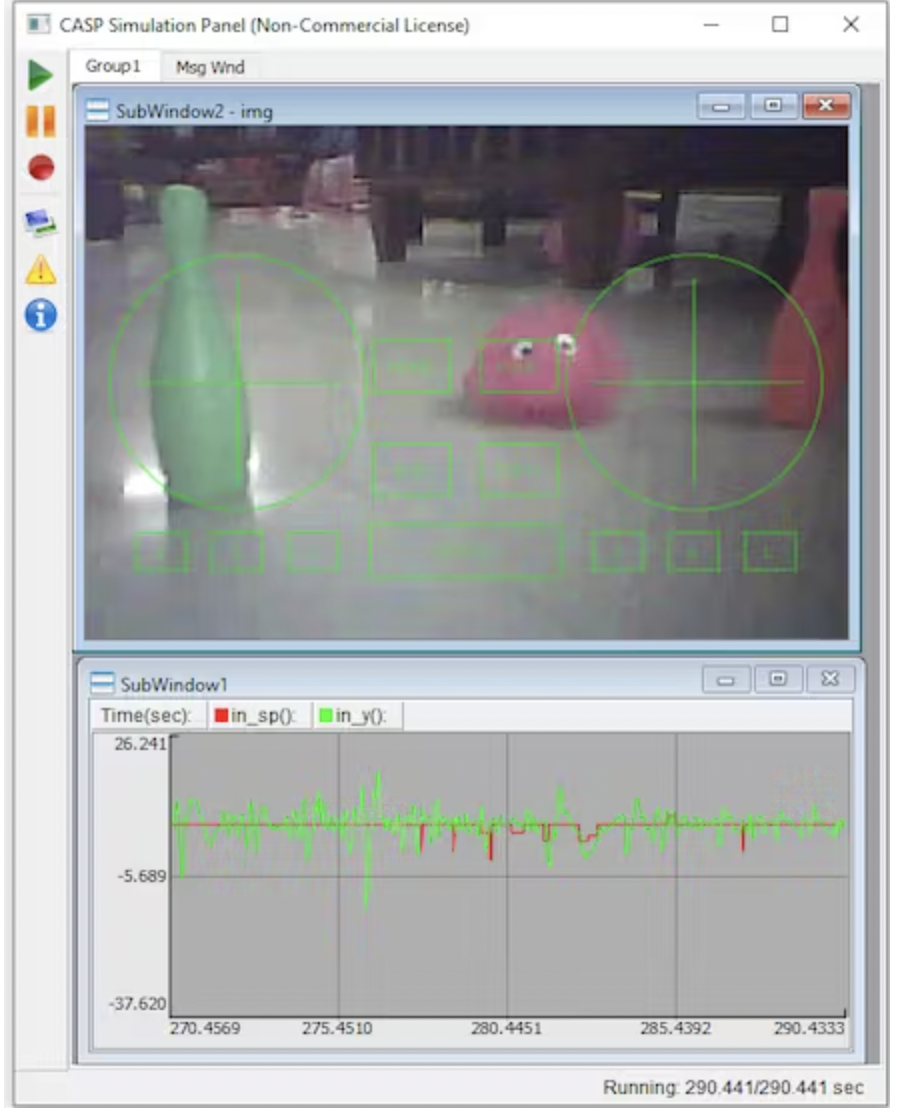 CASP Simulation Panel (Non-Commercial License)
Group1 Msg Wnd
SubWindow2 - img
SubWindow1
Time(sec): in_sp(): in_y():
26.241
-5.689
-37.620
270.4569 275.4510 280.4451 285.4392 290.4333
Running: 290.441/290.441 sec